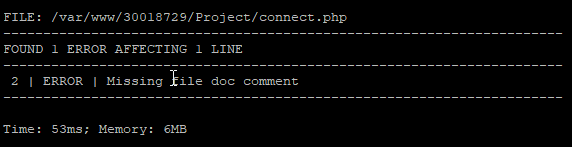 FILE: /var/www/30018729/Project/connect.php
----------------------------------------------------------------------
FOUND 1 ERROR AFFECTING 1 LINE
----------------------------------------------------------------------
 2 | ERROR | Missing file doc comment
----------------------------------------------------------------------
Time: 53ms; Memory: 6MB